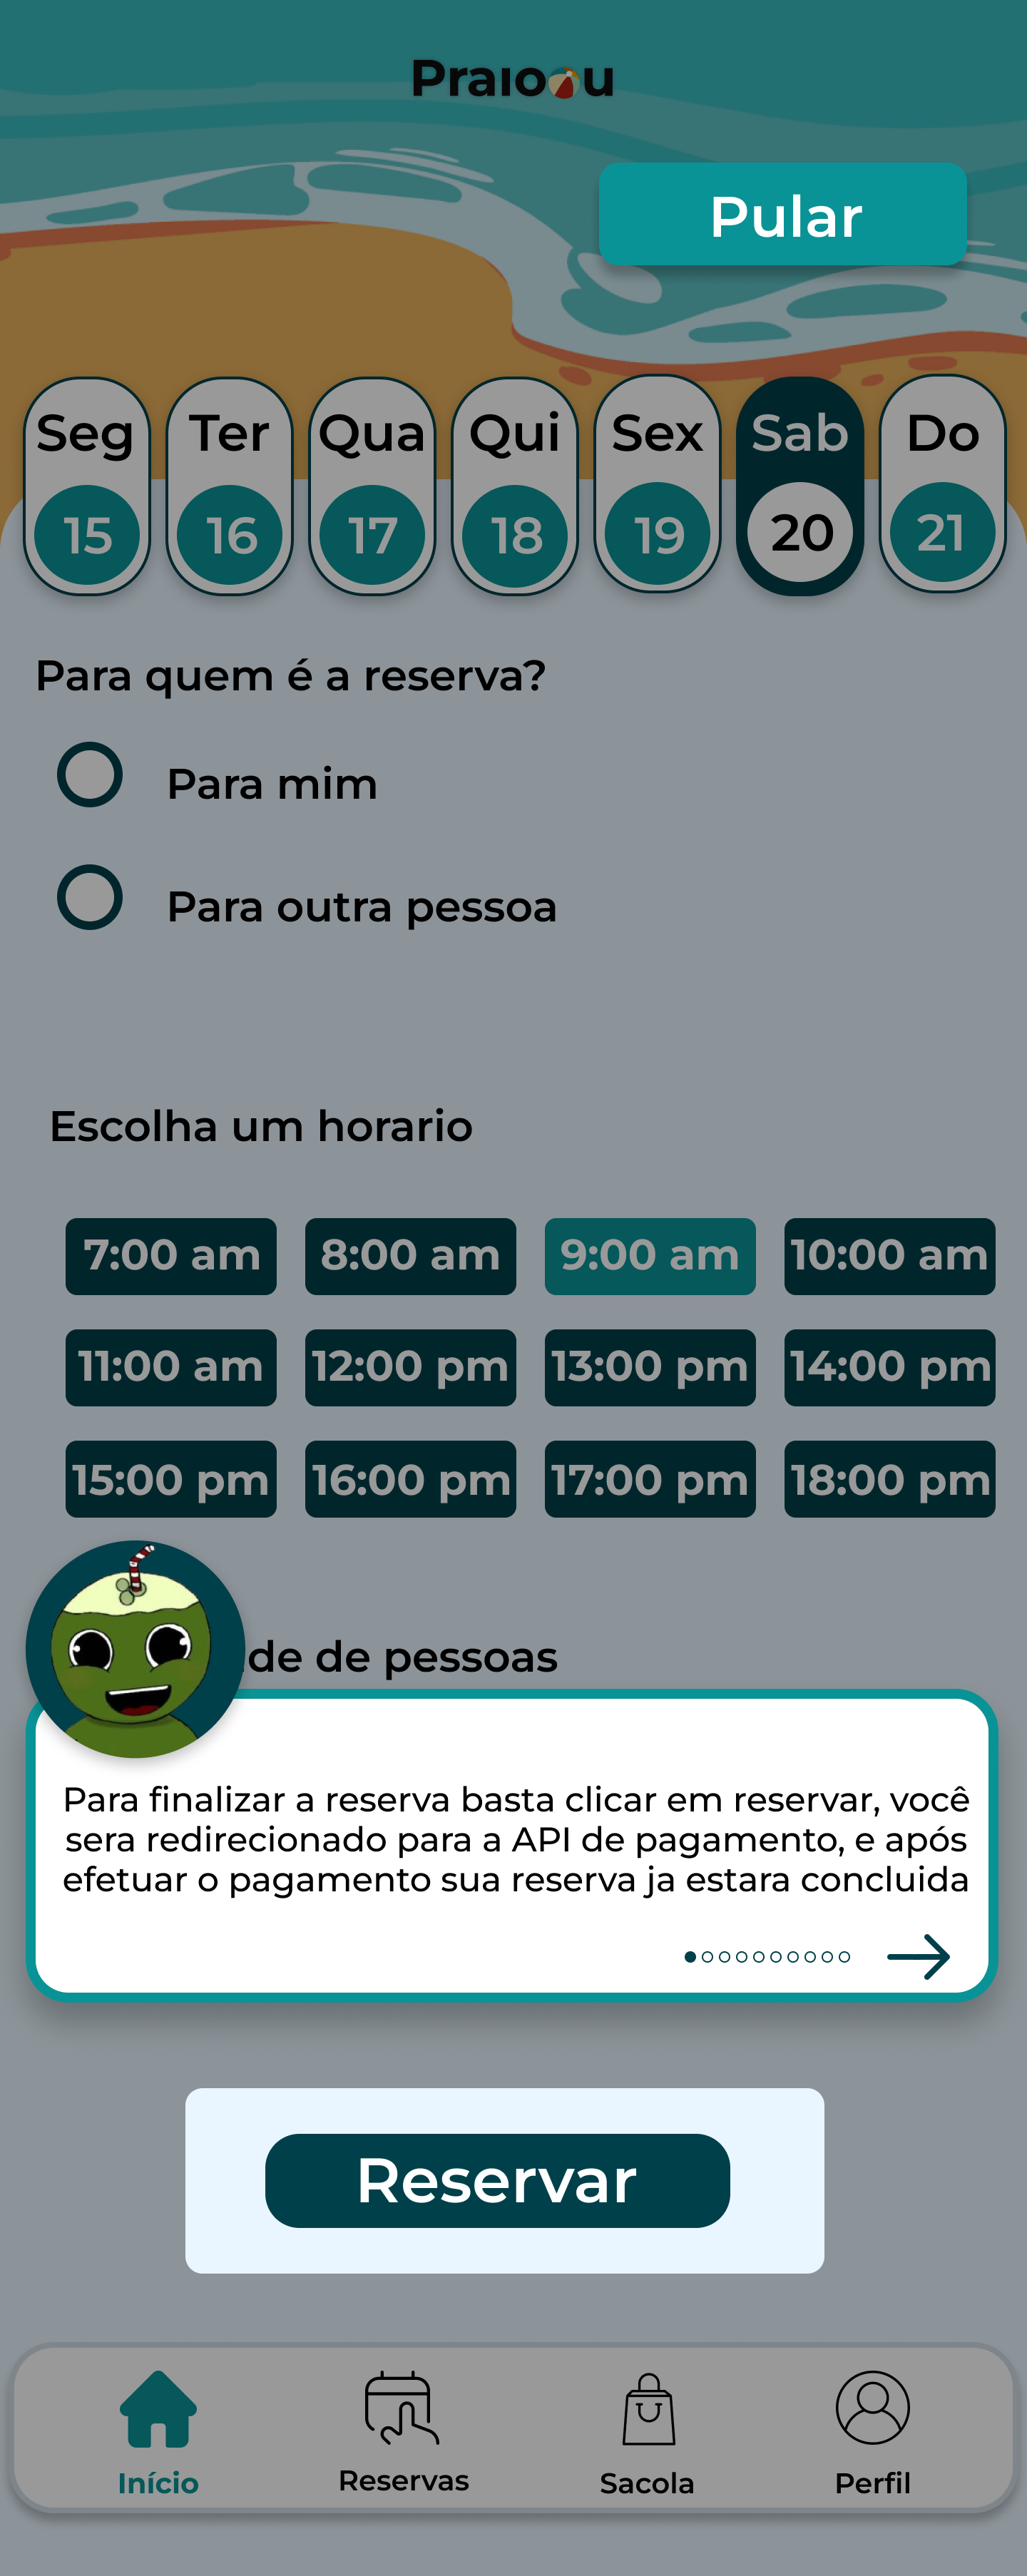 Praiou
Pular
Seg Ter Qua Qui Sex Sab Do
15 16 17 18 19 20 21
Para quem é a reserva?
Para mim
Para outra pessoa
Escolha um horario
7:00 am 8:00 am 9:00 am 10:00 am
11:00 am 12:00 pm 13:00 pm 14:00 pm
15:00 pm 16:00 pm 17:00 pm 18:00 pm
de de pessoas
Para finalizar a reserva basta clicar em reservar, você
sera redirecionado para a API de pagamento, e após
efetuar o pagamento sua reserva ja estara concluida
Reservar
Início Reservas Sacola Perfil